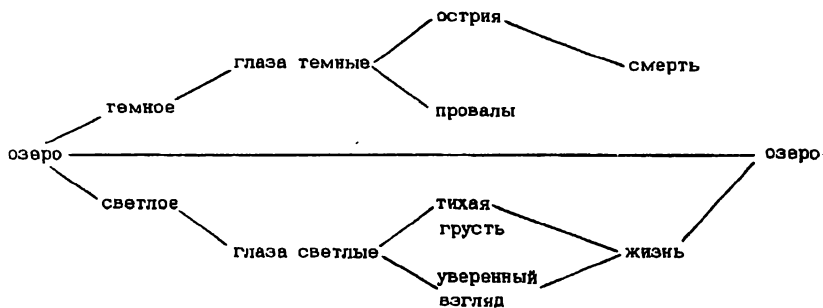 острия
глаза темные
смерть
темное
провалы
озеро
озеро
светлое
тихая
грусть
глаза светлые
жизнь
уверенный
взгляд